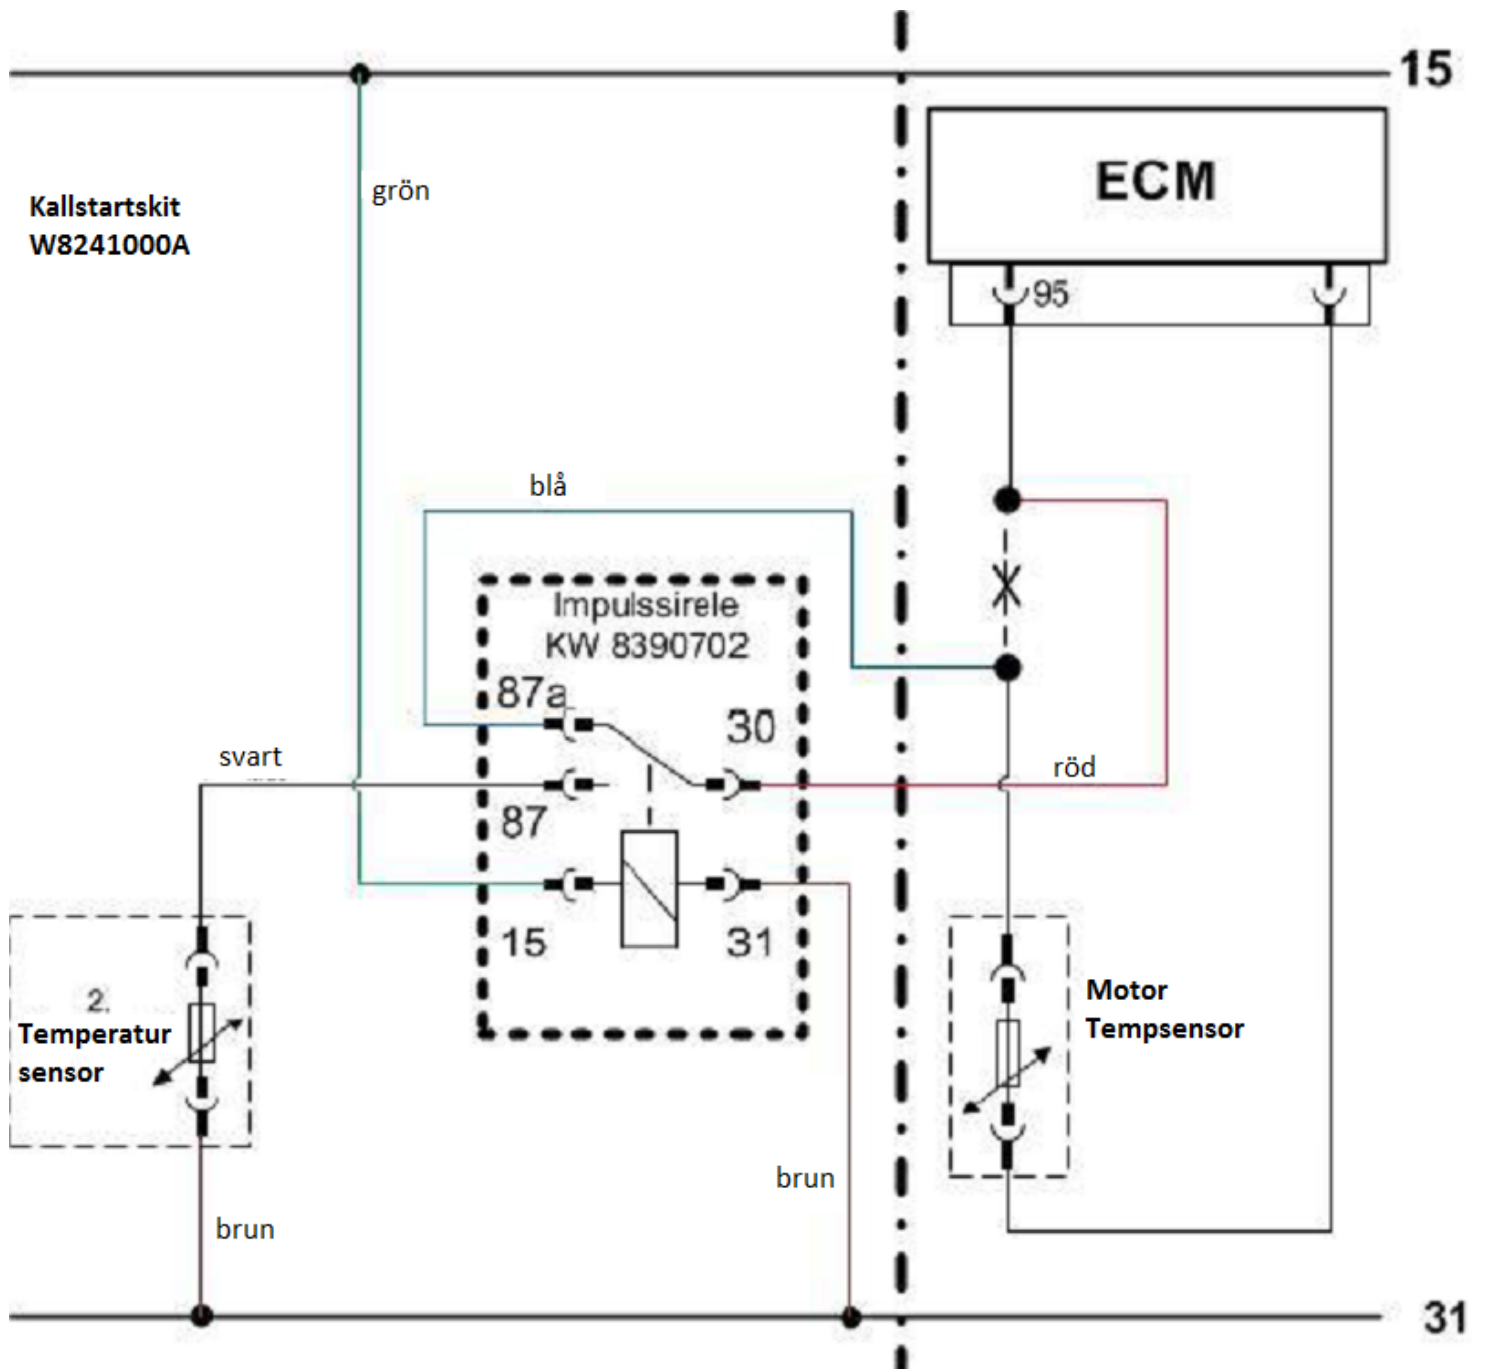 15
ECM
grön
Kallstartskit
W8241000A
95
blå
Impulssirele
KW 8390702
87a
30
svart
röd
87
15
31
2.
Temperatur
sensor
Motor
Tempsensor
brun
brun
31